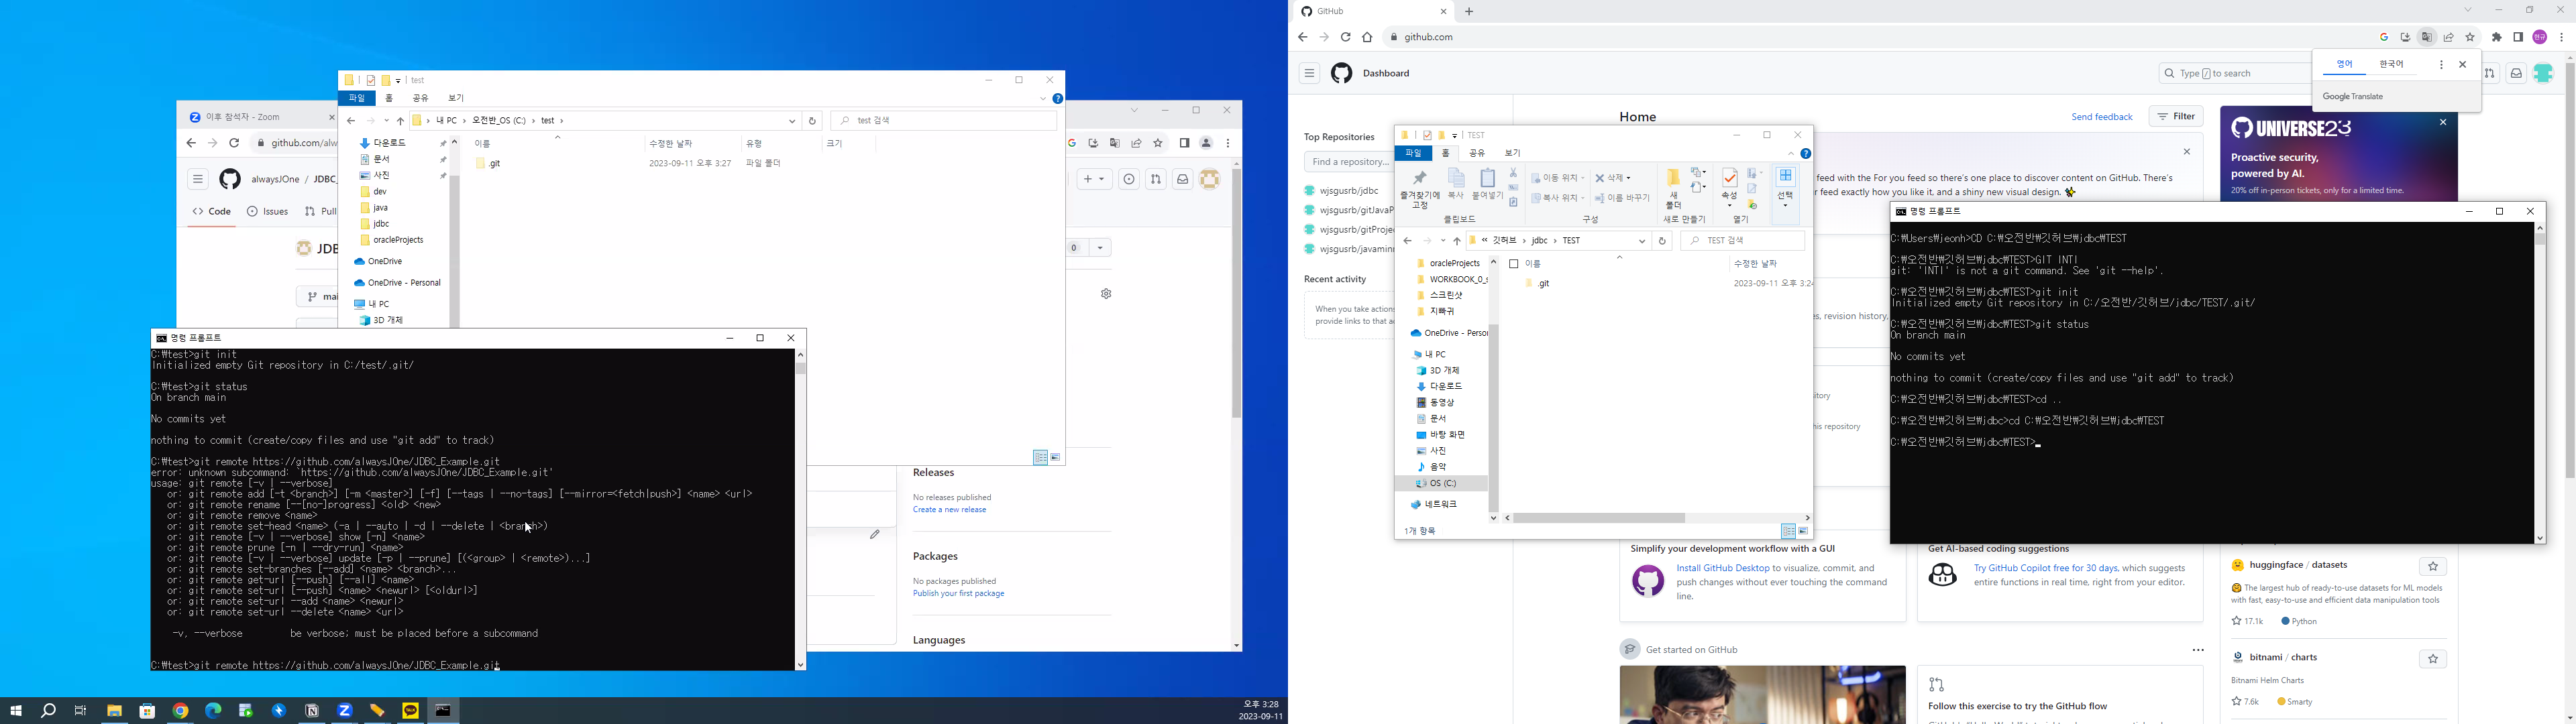 test
파일
홈
공유
보기
내 PC > 오전반_OS (C:) > test >
test 검색
이름
수정한 날짜
유형
크기
.git
2023-09-11 오후 3:27
파일 폴더
다운로드
문서
사진
dev
java
jdbc
oracleProjects
OneDrive
OneDrive - Personal
내 PC
3D 개체
이후 참석자 - Zoom
github.com/alw
alwaysJOne / JDBC_
Code
Issues
Pull
JDB
mai
0
Releases
No releases published
Create a new release
Packages
No packages published
Publish your first package
Languages
명령 프롬프트
C:₩test>git init
Initialized empty Git repository in C:/test/.git/
C:₩test>git status
On branch main
No commits yet
nothing to commit (create/copy files and use "git add" to track)
C:₩test>git remote https://github.com/alwaysJOne/JDBC_Example.git
error: unknown subcommand: `https://github.com/alwaysJOne/JDBC_Example.git'
usage: git remote [-v | --verbose]
or: git remote add [-t <branch>] [-m <master>] [-f] [--tags | --no-tags] [--mirror=<fetch|push>] <name> <url>
or: git remote rename [--[no-]progress] <old> <new>
or: git remote remove <name>
or: git remote set-head <name> (-a | --auto | -d | --delete | <branch>)
or: git remote [-v | --verbose] show [-n] <name>
or: git remote prune [-n | --dry-run] <name>
or: git remote [-v | --verbose] update [-p | --prune] [(<group> | <remote>)...]
or: git remote set-branches [--add] <name> <branch>...
or: git remote get-url [--push] [--all] <name>
or: git remote set-url [--push] <name> <newurl> [<oldurl>]
or: git remote set-url --add <name> <newurl>
or: git remote set-url --delete <name> <url>
-v, --verbose be verbose; must be placed before a subcommand
C:₩test>git remote https://github.com/alwaysJOne/JDBC_Example.git
오후 3:28
2023-09-11
GitHub
github.com
Dashboard
Type / to search
영어
한국어
Google Translate
Top Repositories
Find a repository...
wjsgusrb/jdbc
wjsgusrb/gitJavaP
wjsgusrb/gitProje
wjsgusrb/javaminr
Recent activity
When you take actions
provide links to that ac
Home
Send feedback
Filter
feed with the For you feed so there's one place to discover content on GitHub. There's
r feed exactly how you like it, and a shiny new visual design.
s, revision history,
itory
his repository
UNIVERSE23
Proactive security,
powered by AI.
20% off in-person tickets, only for a limited time.
TEST
파일
홈
공유
보기
즐겨찾기에
고정
복사
붙여넣기
이동 위치
복사 위치
삭제
이름 바꾸기
새
폴더
속성
선택
클립보드
구성
새로 만들기
열기
깃허브 > jdbc > TEST
TEST 검색
이름
수정한 날짜
.git
2023-09-11 오후 3:24
oracleProjects
WORKBOOK_0_s
스크린샷
지빠귀
OneDrive - Perso
내 PC
3D 개체
다운로드
동영상
문서
바탕 화면
사진
음악
OS (C:)
네트워크
1개 항목
명령 프롬프트
C:₩Users₩jeonh>CD C:₩오전반₩깃허브₩jdbc₩TEST
C:₩오전반₩깃허브₩jdbc₩TEST>GIT INTI
git: 'INTI' is not a git command. See 'git --help'.
C:₩오전반₩깃허브₩jdbc₩TEST>git init
Initialized empty Git repository in C:/오전반/깃허브/jdbc/TEST/.git/
C:₩오전반₩깃허브₩jdbc₩TEST>git status
On branch main
No commits yet
nothing to commit (create/copy files and use "git add" to track)
C:₩오전반₩깃허브₩jdbc₩TEST>cd ..
C:₩오전반₩깃허브₩jdbc>cd C:₩오전반₩깃허브₩jdbc₩TEST
C:₩오전반₩깃허브₩jdbc₩TEST>
Simplify your development workflow with a GUI
Install GitHub Desktop to visualize, commit, and
push changes without ever touching the command
line.
Get AI-based coding suggestions
Try GitHub Copilot free for 30 days, which suggests
entire functions in real time, right from your editor.
Get started on GitHub
Follow this exercise to try the GitHub flow
huggingface / datasets
The largest hub of ready-to-use datasets for ML models
with fast, easy-to-use and efficient data manipulation tools
17.1k
Python
bitnami / charts
Bitnami Helm Charts
7.6k
Smarty